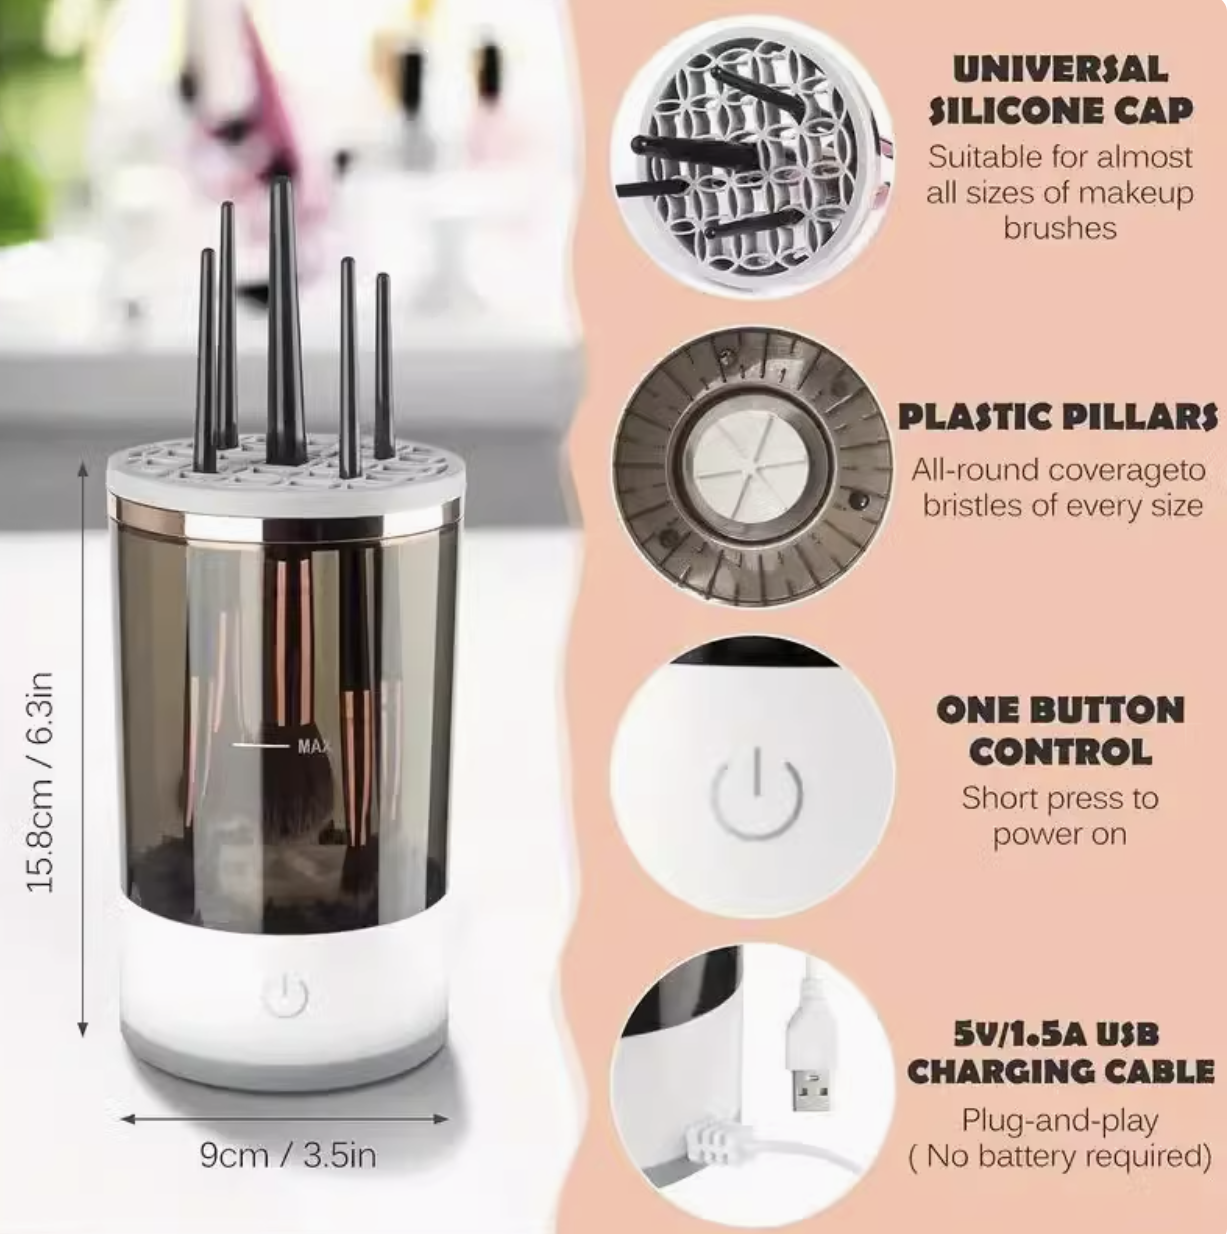 UNIVERSAL
SILICONE CAP
Suitable for almost
all sizes of makeup
brushes
PLASTIC PILLARS
All-round coverageto
bristles of every size
MAX
ONE BUTTON
CONTROL
Short press to
power on
15.8cm / 6.3in
5V/1.5A USB
CHARGING CABLE
Plug-and-play
( No battery required)
9cm / 3.5in